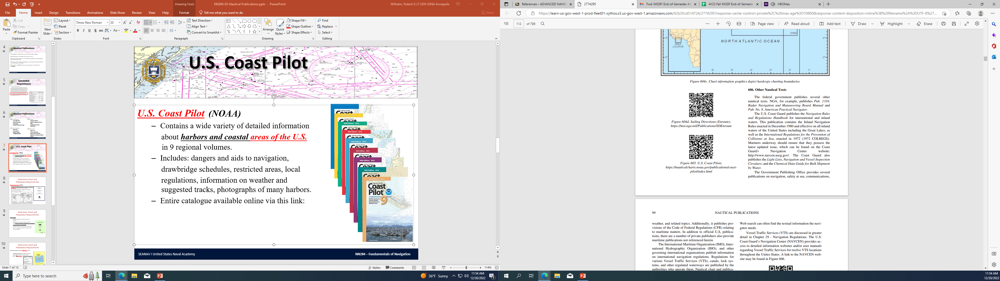 Drawing Tools
NN284-03-Nautical Publications.pptx - PowerPoint
Wilhelm, Robert G LT USN USNA Annapolis
File Home Insert Design Transitions Animations Slide Show Review View Help Format Tell me what you want to do
Share
Paste
Cut
Copy
Format Painter
Clipboard
New
Slide
Layout
Reset
Section
Slides
Times New Roman
20
Font
Paragraph
Text Direction
Align Text
Convert to SmartArt
Arrange
Quick
Styles
Shape Fill
Shape Outline
Shape Effects
Drawing
Find
Replace
Select
Editing
4
Nautical Publications
5
NAVDORM
Requirements
6
Nautical Publications
7
U.S. Coast Pilot
8
Determine Chart and
Publication Requirements
9
Determine Chart and
Publication Requirements
10
Determine Chart and
Publication Requirements
U.S. Coast Pilot
U.S. Coast Pilot (NOAA)
– Contains a wide variety of detailed information
about harbors and coastal areas of the U.S.
in 9 regional volumes.
– Includes: dangers and aids to navigation,
drawbridge schedules, restricted areas, local
regulations, information on weather and
suggested tracks, photographs of many harbors.
– Entire catalogue available online via this link:
Coast
Pilot
9
SEANAV I United States Naval Academy
NN284 – Fundamentals of Navigation
Slide 7 of 13
Notes
Comments
114%
Type here to search
36°F Sunny
11:54 AM
12/20/2022
References – ADVANCED NAVIG
2774295
Fwd: MGSP: End-of-Semester Att
AY23 Fall MGSP End-of-Semeste
HBOMax
https://learn-us-gov-west-1-prod-fleet01-xythos.s3.us-gov-west-1.amazonaws.com/62b35cd514724/2774295?response-cache-control=private%2C%20max-age%3D10800&response-content-disposition=inline%3B%20filename%2A%3DUTF-8%27...
112 of 789
Page view
Read aloud
Add text
Draw
Highlight
Erase
57060
NORTH ATLANTIC OCEAN
AREA
LOCATOR
3°
2°
6° 5° 4° 3° 2° 1°
3°
2°
Figure 604c. Chart information graphics depict hardcopy charting boundaries.
Figure 604d. Sailing Directions (Enroute).
https://msi.nga.mil/Publications/SDEnroute
Figure 605. U.S. Coast Pilots.
https://nauticalcharts.noaa.gov/publications/coast-
pilot/index.html
606. Other Nautical Texts
The federal government publishes several other
nautical texts. NGA, for example, publishes Pub. 1310,
Radar Navigation and Maneuvering Board Manual and
Pub. No. 9, American Practical Navigator.
The U.S. Coast Guard publishes the Navigation Rules
and Regulations Handbook for international and inland
waters. This publication contains the Inland Navigation
Rules enacted in December 1980 and effective on all inland
waters of the United States including the Great Lakes, as
well as the International Regulations for the Prevention of
Collisions at Sea, enacted in 1972 (1972 COLREGS).
Mariners underway should ensure that they possess the
latest updated issue, which can be found on the Coast
Guard's Navigation Center website:
http://www.navcen.uscg.gov/. The Coast Guard also
publishes the Light Lists, Navigation and Vessel Inspection
Circulars; and the Chemical Data Guide for Bulk Shipment
by Water.
The Government Publishing Office provides several
publications on navigation, safety at sea, communications,
99
NAUTICAL PUBLICATIONS
weather, and related topics. Additionally, it publishes pro-
visions of the Code of Federal Regulations (CFR) relating
to maritime matters. In addition to official U,S, publica-
tions, there are a number of private publishers also provide
maritime publications not referenced herein.
The International Maritime Organization (IMO), Inter-
national Hydrographic Organization (IHO), and other
governing international organizations publish information
on international navigation regulations. Regulations for
various Vessel Traffic Services (VTS), canals, lock sys-
tems, and other regulated waterways are published by the
authorities who operate them. Nautical chart and publica-
Web search can often find the textual information the navi-
gator needs.
Vessel Traffic Services (VTS) are discussed in greater
detail in Chapter 29 - Navigation Regulations. The U.S.
Coast Guard's Navigation Center (NAVCEN) provides ac-
cess to detailed information websites and/or user manuals
regarding Vessel Traffic Services for twelve VTS locations
throughout the Unites States. A link to the NAVCEN web-
site may be found in Figure 606.
11:54 AM
12/20/2022